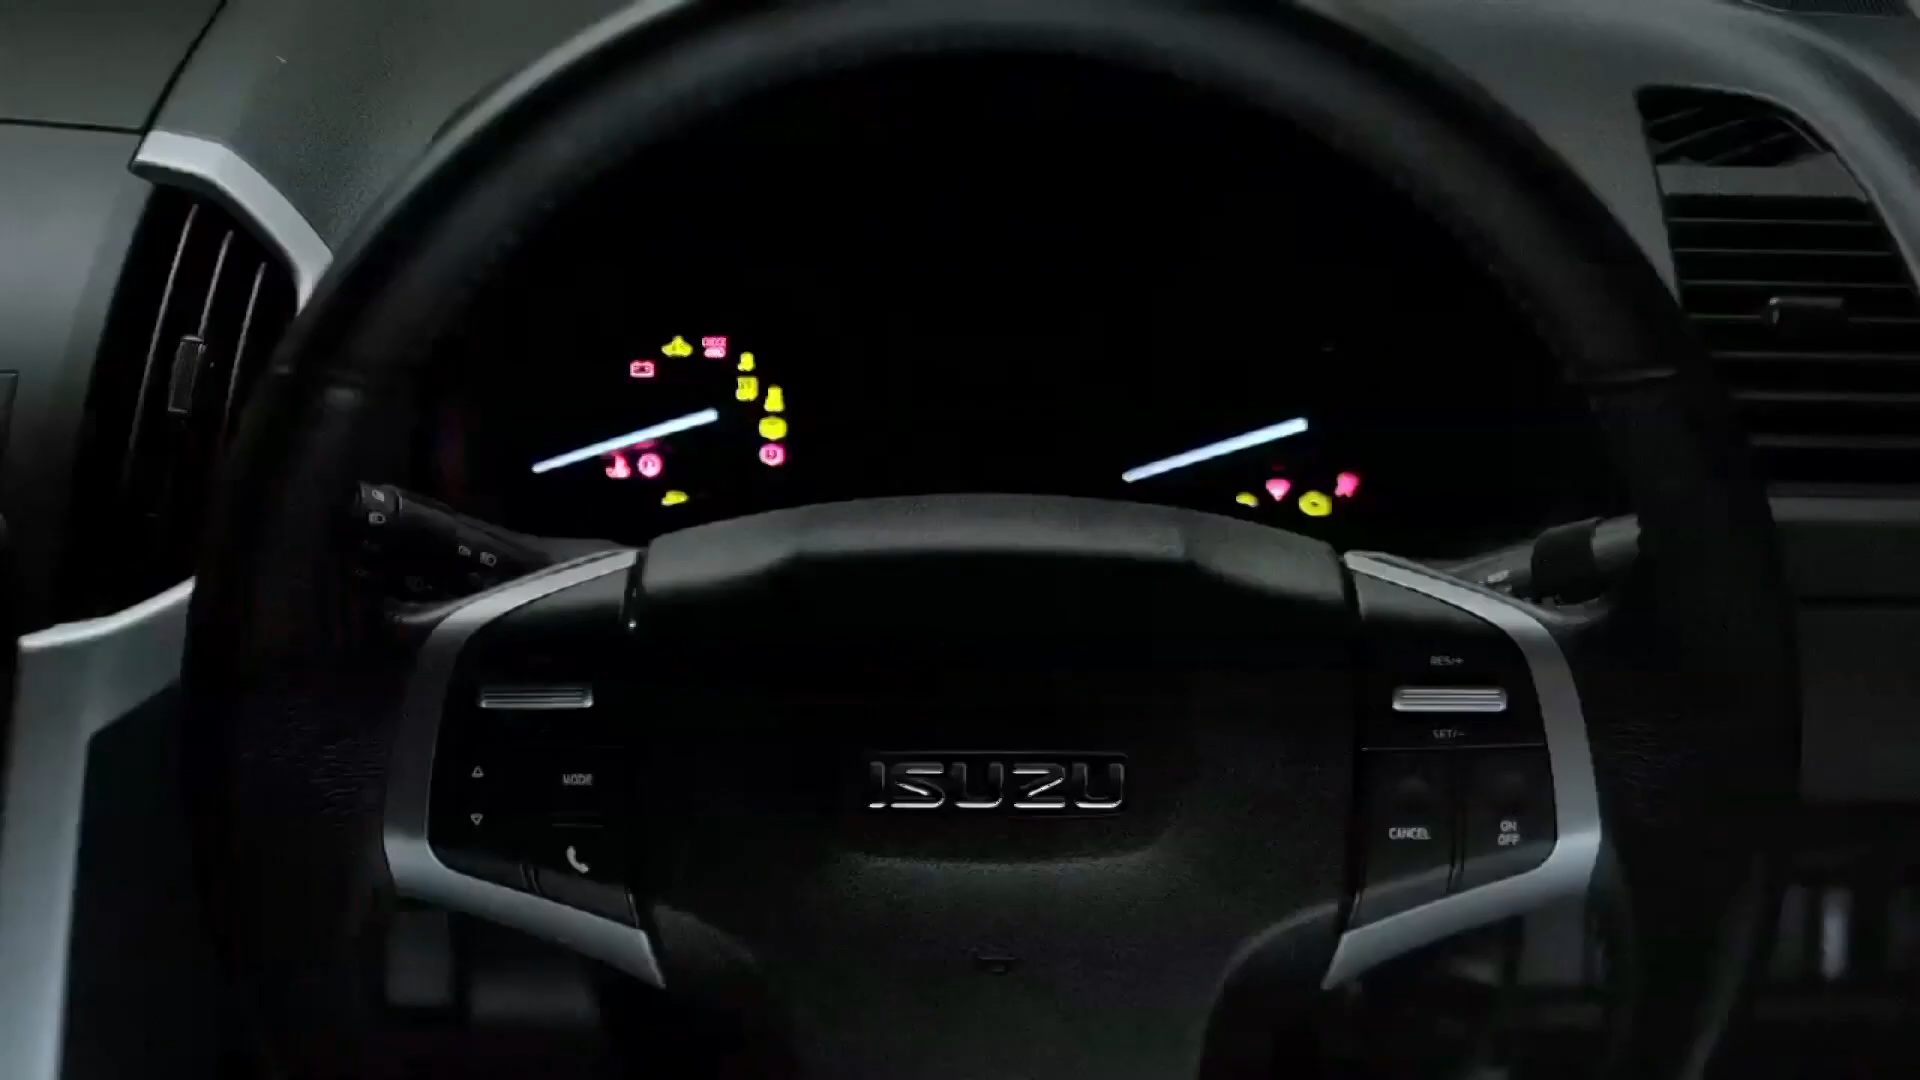 RES/+
SET/-
ISUZU
MODE
CANCEL
ON
OFF